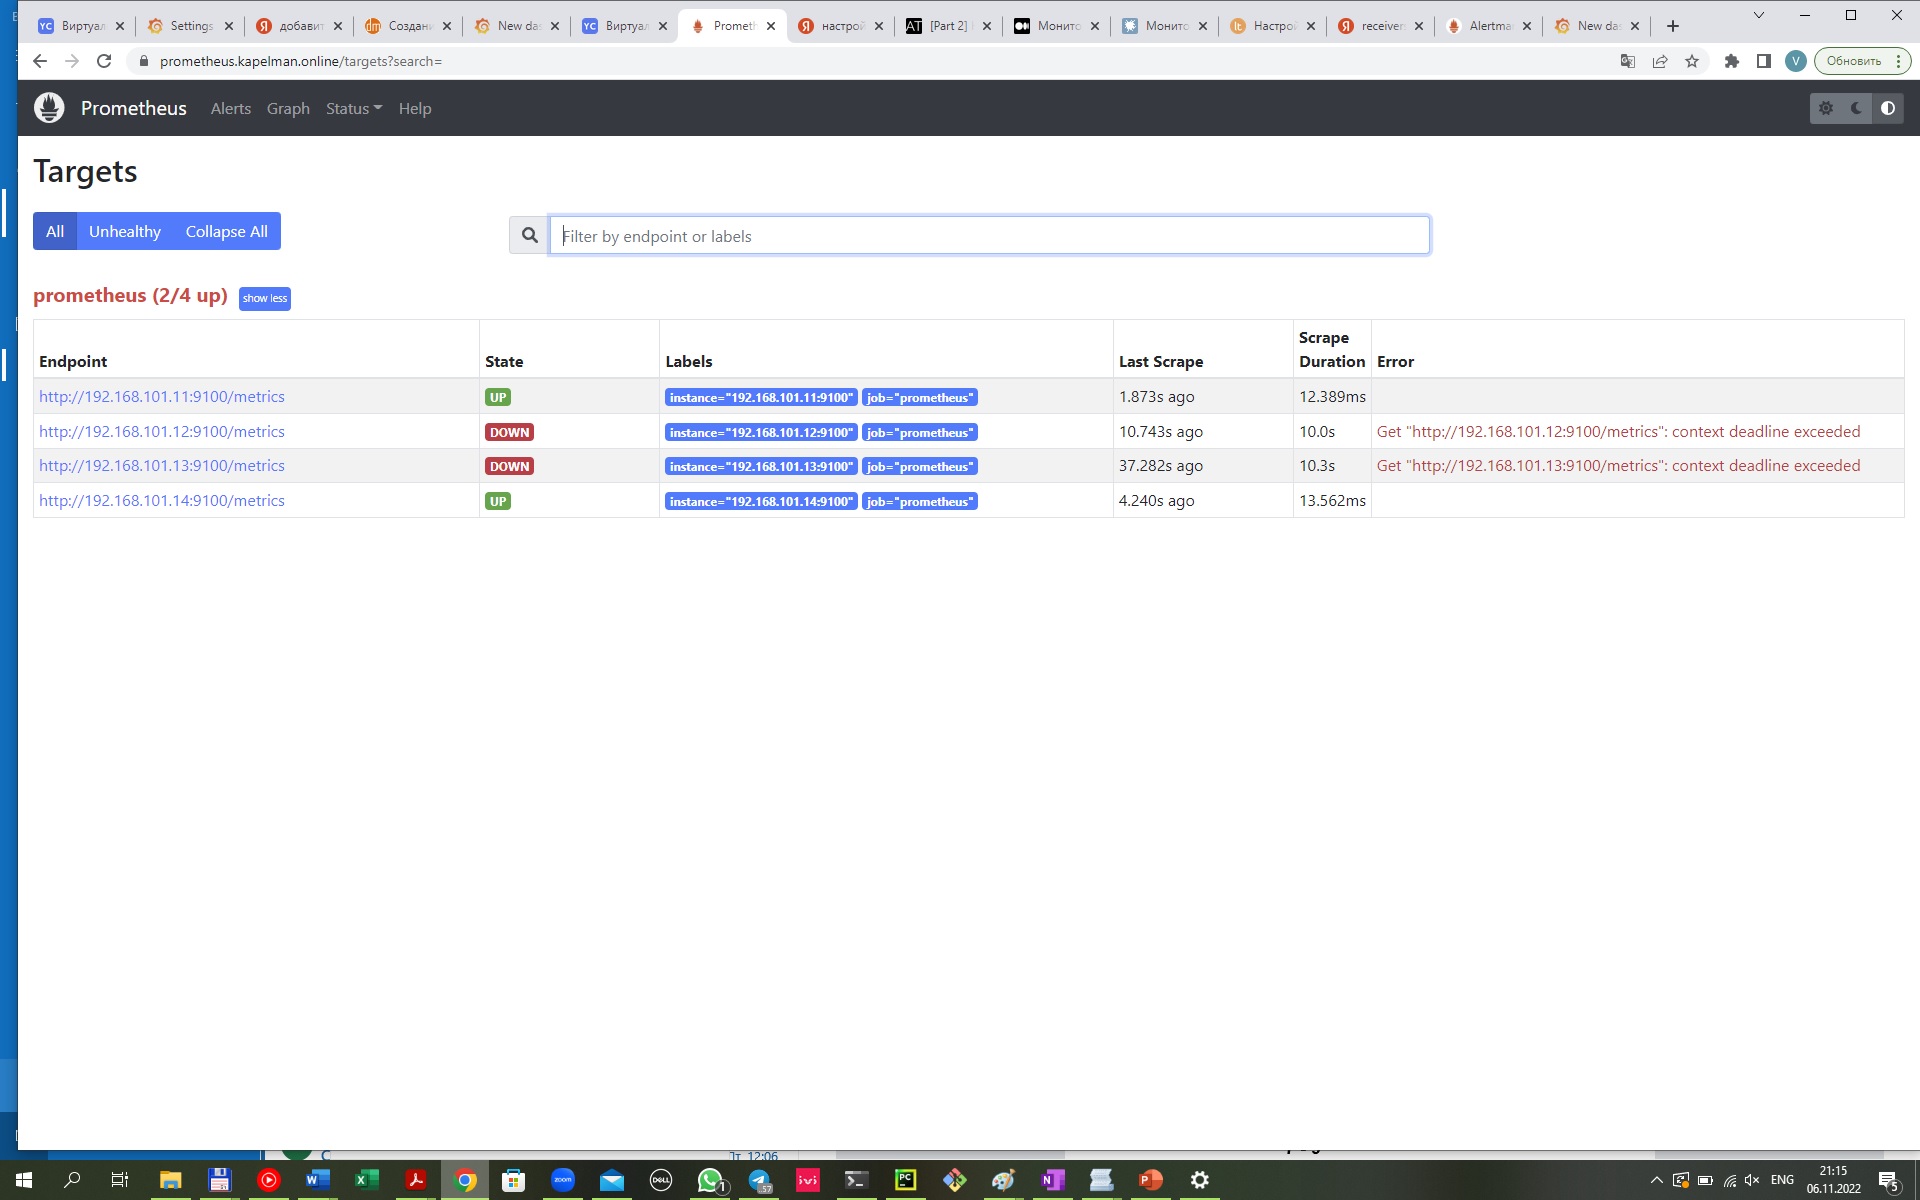 Виртуал
Settings
добавит
Создани
New das
Виртуал
Prometh
настрой
[Part 2]
Монито
Монито
Настрой
receiver
Alertma
New das
prometheus.kapelman.online/targets?search=
Обновить
Prometheus Alerts Graph Status Help
Targets
All Unhealthy Collapse All
Filter by endpoint or labels
prometheus (2/4 up) show less
Endpoint State Labels Last Scrape Scrape Duration Error
http://192.168.101.11:9100/metrics UP instance="192.168.101.11:9100" job="prometheus" 1.873s ago 12.389ms
http://192.168.101.12:9100/metrics DOWN instance="192.168.101.12:9100" job="prometheus" 10.743s ago 10.0s Get "http://192.168.101.12:9100/metrics": context deadline exceeded
http://192.168.101.13:9100/metrics DOWN instance="192.168.101.13:9100" job="prometheus" 37.282s ago 10.3s Get "http://192.168.101.13:9100/metrics": context deadline exceeded
http://192.168.101.14:9100/metrics UP instance="192.168.101.14:9100" job="prometheus" 4.240s ago 13.562ms
Пт 12:06
ENG
21:15
06.11.2022